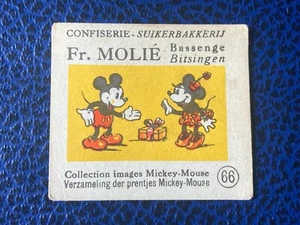 CONFISERIE - SUIKERBAKKERIJ
Fr. MOLIÉ Bassenge
Bitsingen
Collection images Mickey-Mouse
Verzameling der prentjes Mickey-Mouse
66